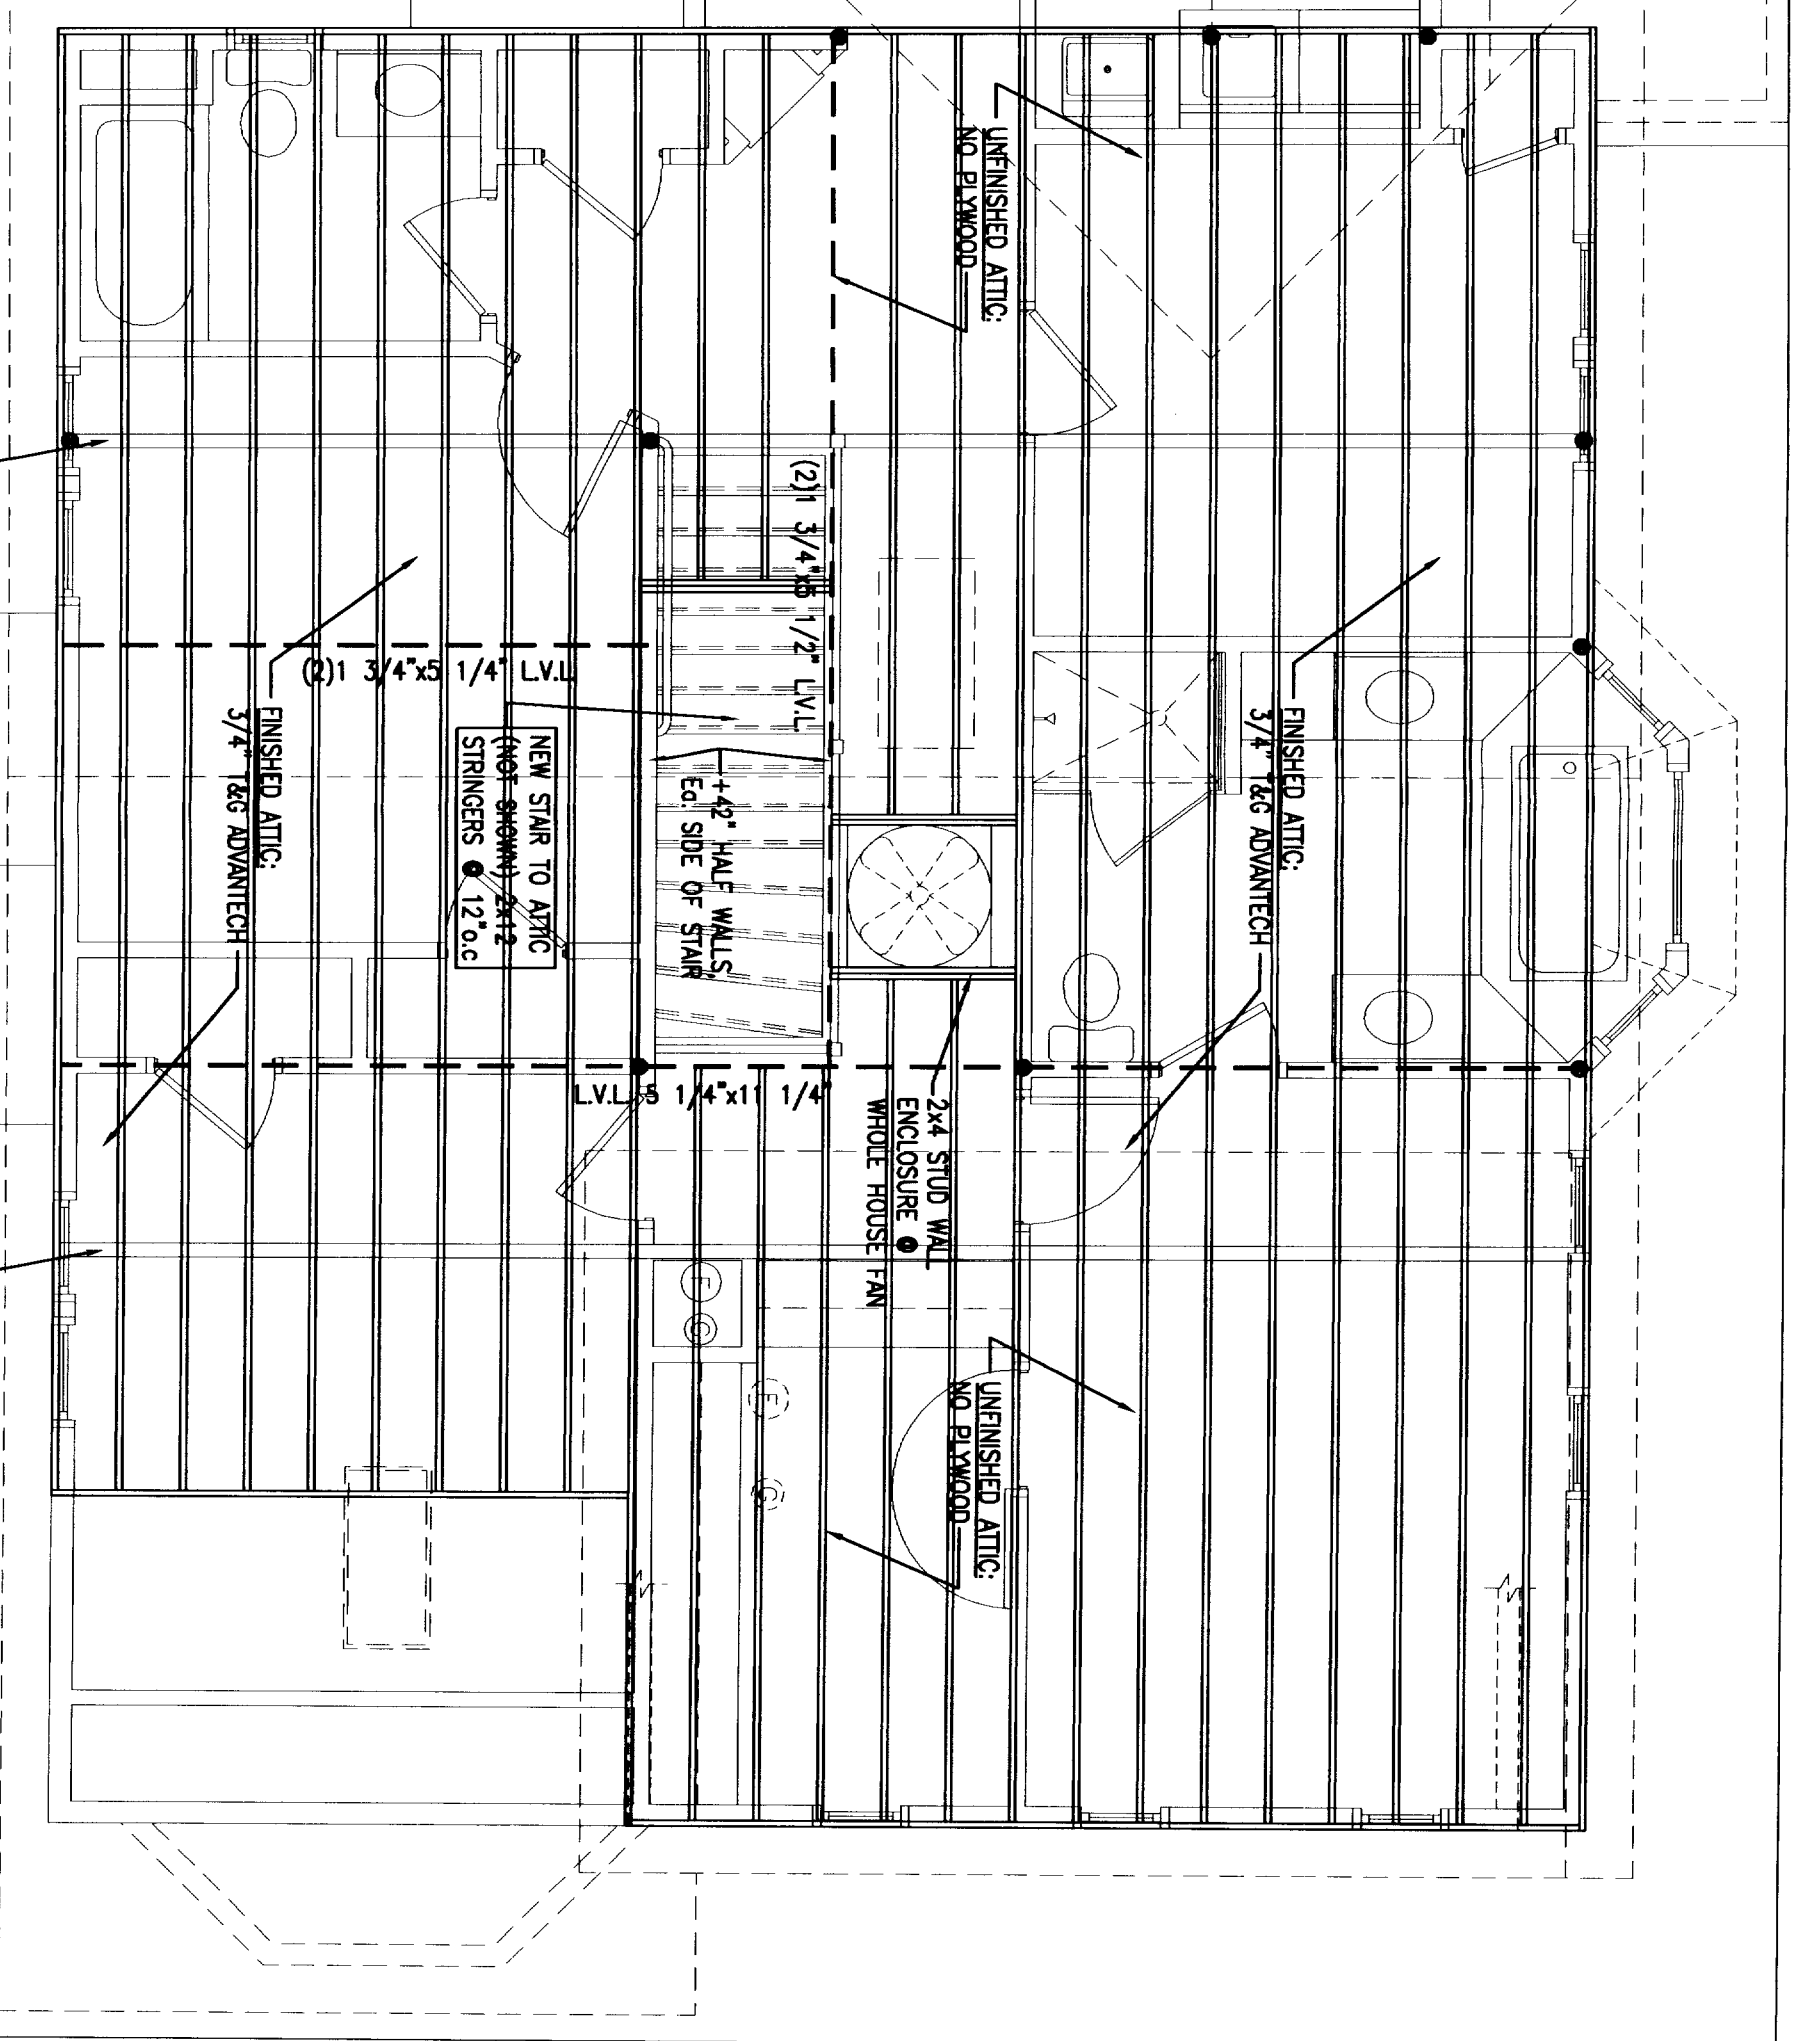 UNFINISHED ATTIC:
NO PLYWOOD
(2)1 3/4"x5 1/2" L.V.L.
(2)1 3/4"x5 1/4" L.V.L
FINISHED ATTIC:
3/4" T&G ADVANTECH
FINISHED ATTIC:
3/4" T&G ADVANTECH
NEW STAIR TO ATTIC
(NOT SHOWN) 2x12
STRINGERS @ 12" o.c
+42" HALF WALLS,
Ea. SIDE OF STAIR
L.V.L. 5 1/4"x11 1/4"
2x4 STUD WALL
ENCLOSURE @
WHOLE HOUSE FAN
F
C
F
C
UNFINISHED ATTIC:
NO PLYWOOD